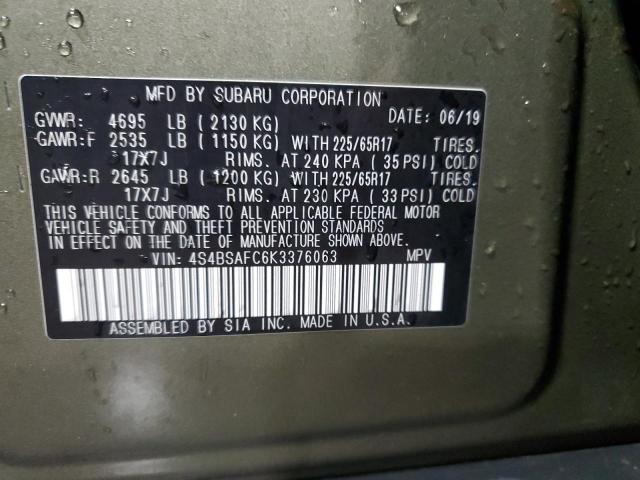 MFD BY SUBARU CORPORATION
GVWR: 4695 LB ( 2130 KG) DATE: 06/19
GAWR:F 2535 LB ( 1150 KG) WITH 225/65R17 TIRES.
17X7J RIMS. AT 240 KPA ( 35 PSI) COLD
GAWR:R 2645 LB ( 1200 KG) WITH 225/65R17 TIRES.
17X7J RIMS. AT 230 KPA ( 33 PSI) COLD
THIS VEHICLE CONFORMS TO ALL APPLICABLE FEDERAL MOTOR
VEHICLE SAFETY AND THEFT PREVENTION STANDARDS
IN EFFECT ON THE DATE OF MANUFACTURE SHOWN ABOVE.
VIN: 4S4BSAFC6K3376063 MPV
ASSEMBLED BY SIA INC. MADE IN U.S.A.